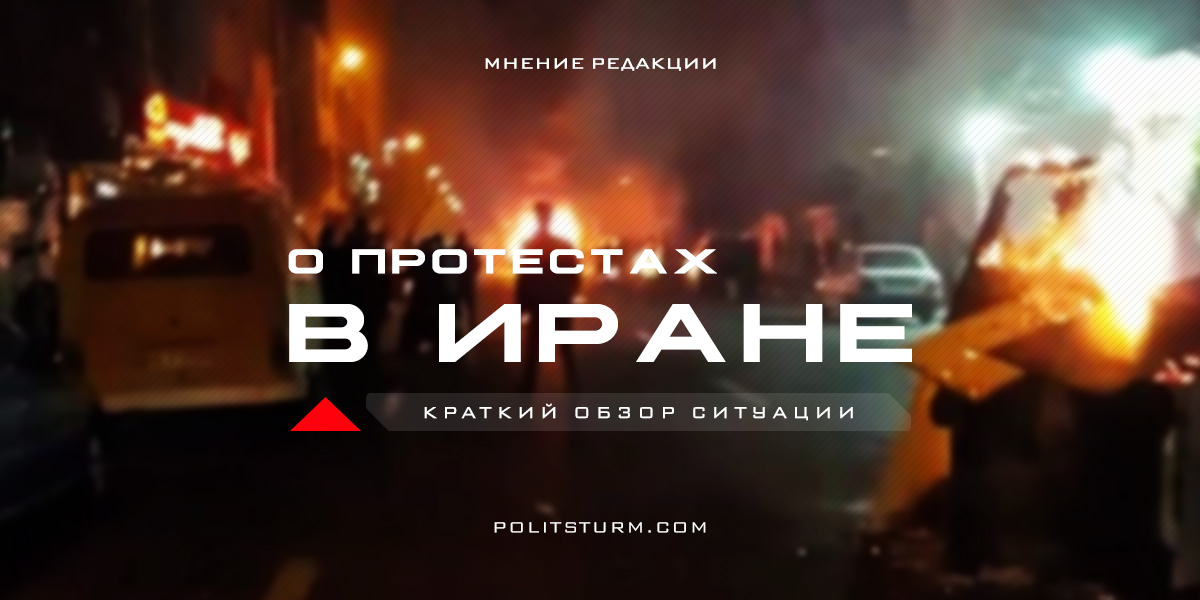 МНЕНИЕ РЕДАКЦИИ
О ПРОТЕСТАХ
В ИРАНЕ
КРАТКИЙ ОБЗОР СИТУАЦИИ
POLITSTURM.COM